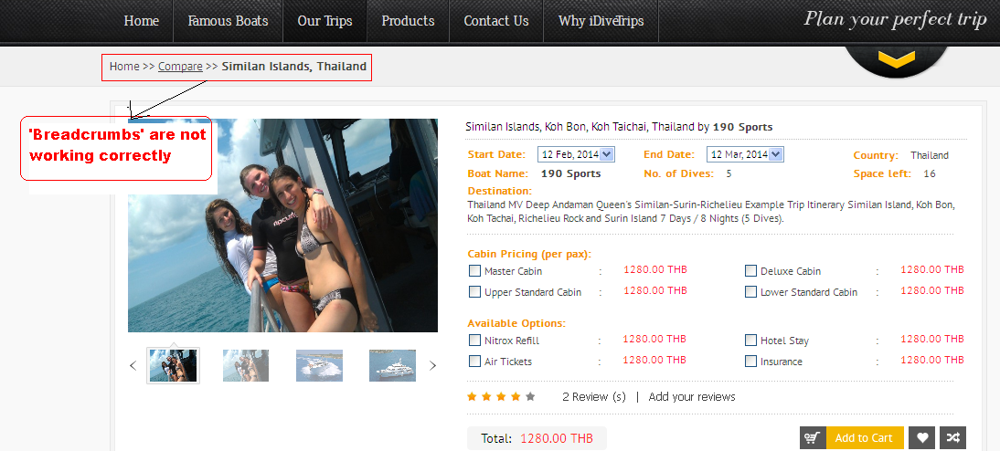 Home Famous Boats Our Trips Products Contact Us Why iDiveTrips Plan your perfect trip
Home >> Compare >> Similan Islands, Thailand
'Breadcrumbs' are not
working correctly
Similan Islands, Koh Bon, Koh Taichai, Thailand by 190 Sports
Start Date: 12 Feb, 2014 End Date: 12 Mar, 2014 Country: Thailand
Boat Name: 190 Sports No. of Dives: 5 Space left: 16
Destination:
Thailand MV Deep Andaman Queen's Similan-Surin-Richelieu Example Trip Itinerary Similan Island, Koh Bon,
Koh Tachai, Richelieu Rock and Surin Island 7 Days / 8 Nights (5 Dives).
Cabin Pricing (per pax):
Master Cabin : 1280.00 THB Deluxe Cabin : 1280.00 THB
Upper Standard Cabin : 1280.00 THB Lower Standard Cabin : 1280.00 THB
Available Options:
Nitrox Refill : 1280.00 THB Hotel Stay : 1280.00 THB
Air Tickets : 1280.00 THB Insurance : 1280.00 THB
2 Review (s) | Add your reviews
Total: 1280.00 THB Add to Cart